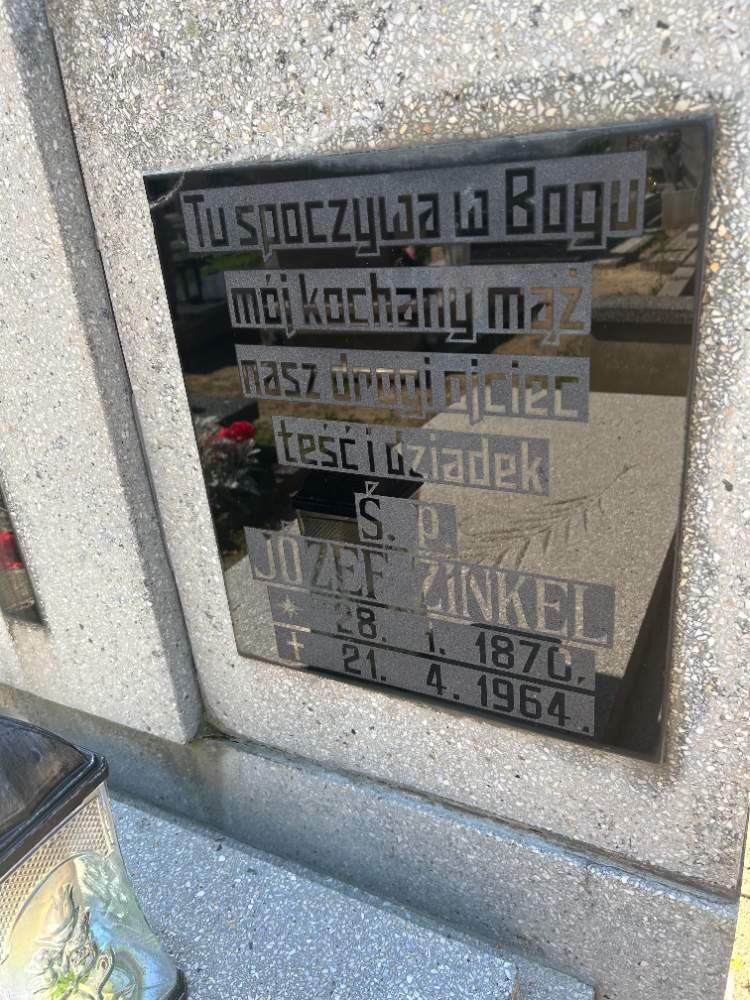 Tu spoczywa w Bogu
mój kochany mąż
nasz drogi ojciec
teść i dziadek
Ś. p.
JÓZEF ZINKEL
* 28. 1. 1870,
† 21. 4. 1964.